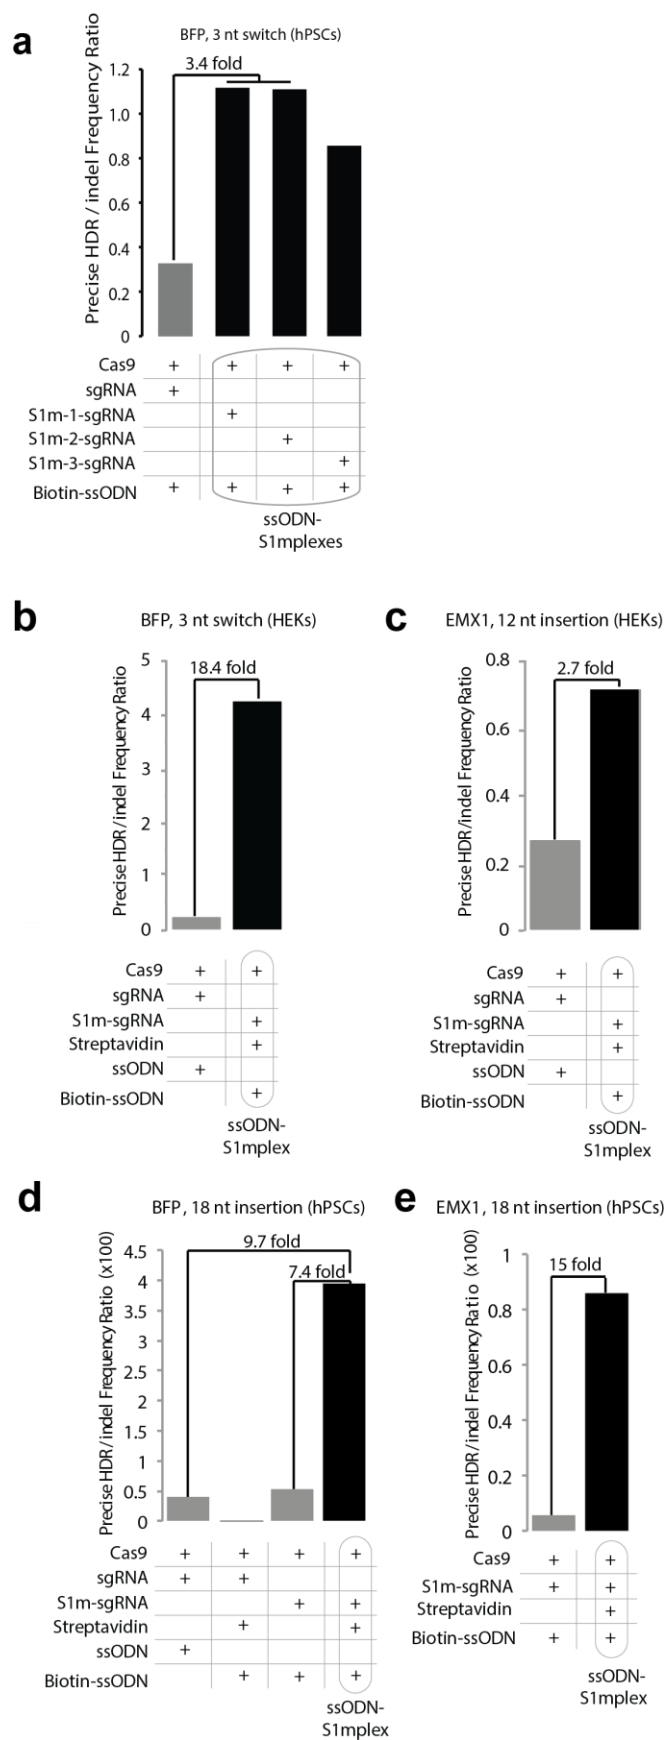 a
BFP, 3 nt switch (hPSCs)
Precise HDR / indel Frequency Ratio
3.4 fold
1.2
1.0
0.8
0.6
0.4
0.2
0
Cas9 + + + +
sgRNA +
S1m-1-sgRNA +
S1m-2-sgRNA +
S1m-3-sgRNA +
Biotin-ssODN + + + +
ssODN-
S1mplexes
b
BFP, 3 nt switch (HEKs)
Precise HDR/indel Frequency Ratio
18.4 fold
5
4
3
2
1
0
Cas9 + +
sgRNA +
S1m-sgRNA +
Streptavidin +
ssODN +
Biotin-ssODN +
ssODN-
S1mplex
c
EMX1, 12 nt insertion (HEKs)
Precise HDR/indel Frequency Ratio
2.7 fold
0.8
0.6
0.4
0.2
0
Cas9 + +
sgRNA +
S1m-sgRNA +
Streptavidin +
ssODN +
Biotin-ssODN +
ssODN-
S1mplex
d
BFP, 18 nt insertion (hPSCs)
Precise HDR/indel Frequency Ratio (x100)
9.7 fold
7.4 fold
4.5
4
3.5
3
2.5
2
1.5
1
0.5
0
Cas9 + + + +
sgRNA + +
S1m-sgRNA + +
Streptavidin + +
ssODN +
Biotin-ssODN + + +
ssODN-
S1mplex
e
EMX1, 18 nt insertion (hPSCs)
Precise HDR/indel Frequency Ratio (x100)
15 fold
1
0.8
0.6
0.4
0.2
0
Cas9 + +
S1m-sgRNA + +
Streptavidin +
Biotin-ssODN + +
ssODN-
S1mplex